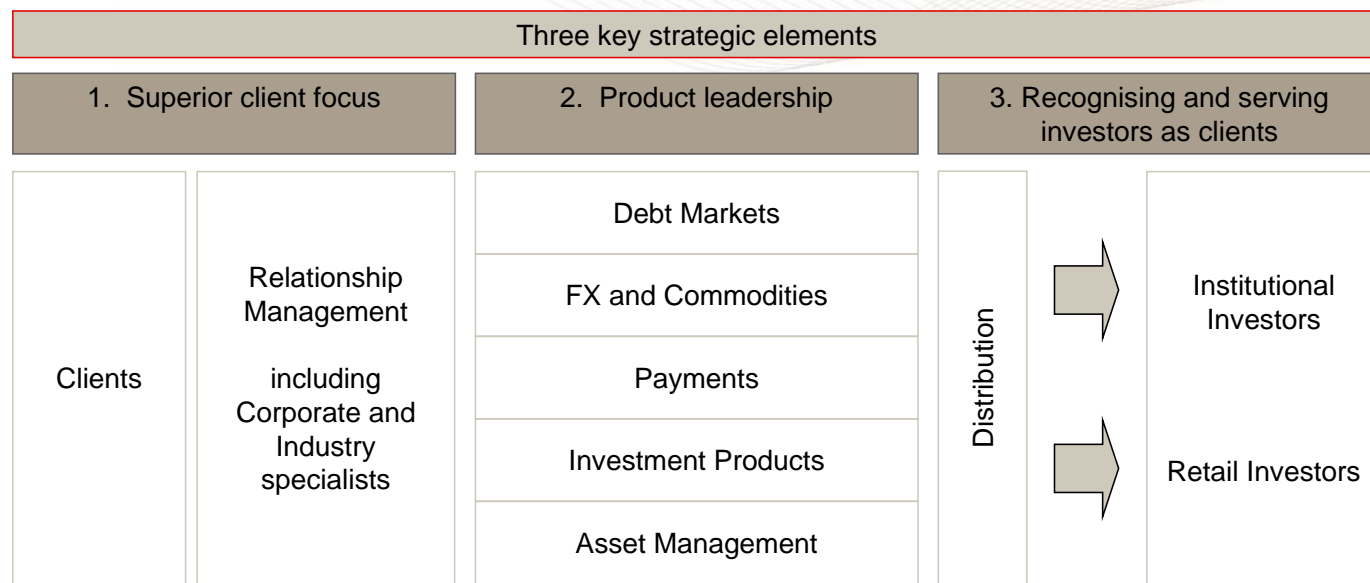 Three key strategic elements
1. Superior client focus
2. Product leadership
3. Recognising and serving
investors as clients
Clients
Relationship
Management
including
Corporate and
Industry
specialists
Debt Markets
FX and Commodities
Payments
Investment Products
Asset Management
Distribution
Institutional
Investors
Retail Investors